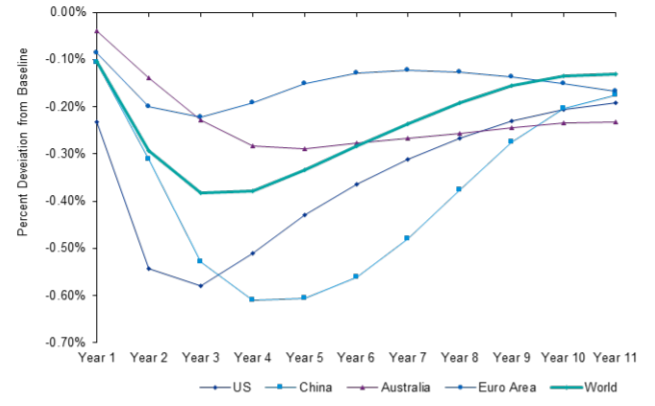 0.00%
-0.10%
-0.20%
-0.30%
-0.40%
-0.50%
-0.60%
-0.70%
Percent Deveiation from Baseline
Year 1 Year 2 Year 3 Year 4 Year 5 Year 6 Year 7 Year 8 Year 9 Year 10 Year 11
US China Australia Euro Area World